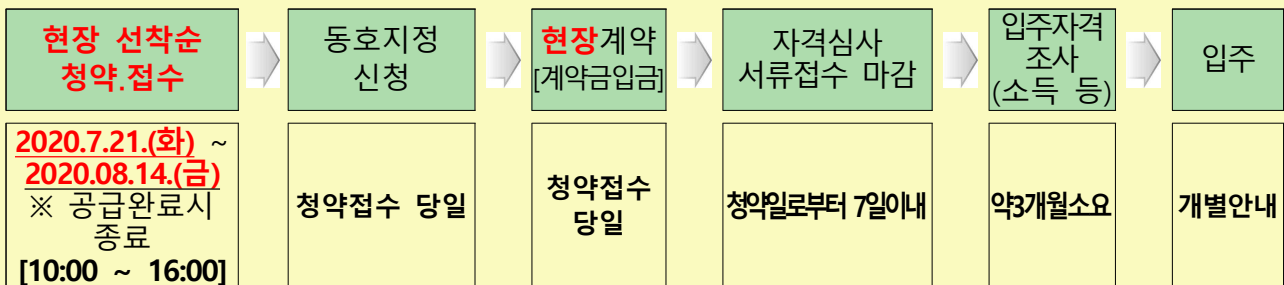 현장 선착순
청약.접수
동호지정
신청
현장계약
[계약금입금]
자격심사
서류접수 마감
입주자격
조사
(소득 등)
입주
2020.7.21.(화) ~
2020.08.14.(금)
※ 공급완료시
종료
[10:00 ~ 16:00]
청약접수 당일
청약접수
당일
청약일로부터 7일이내
약3개월소요
개별안내